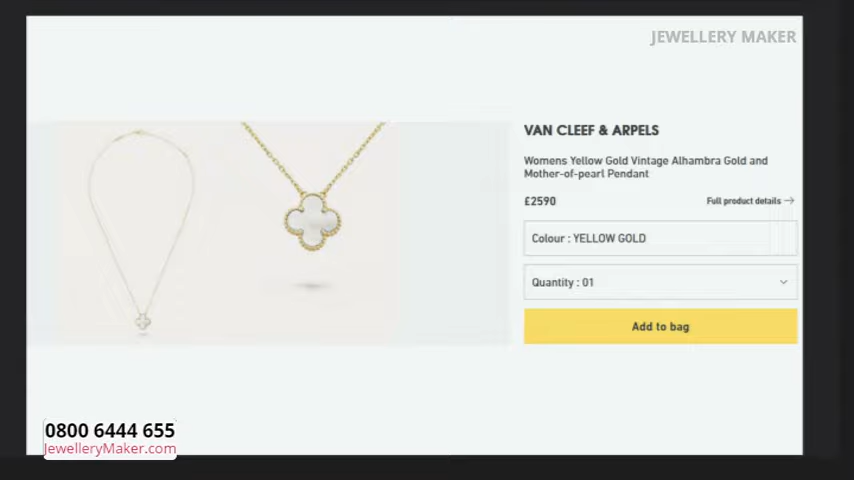 JEWELLERY MAKER
VAN CLEEF & ARPELS
Womens Yellow Gold Vintage Alhambra Gold and
Mother-of-pearl Pendant
£2590
Full product details →
Colour : YELLOW GOLD
Quantity : 01
Add to bag
0800 6444 655
JewelleryMaker.com